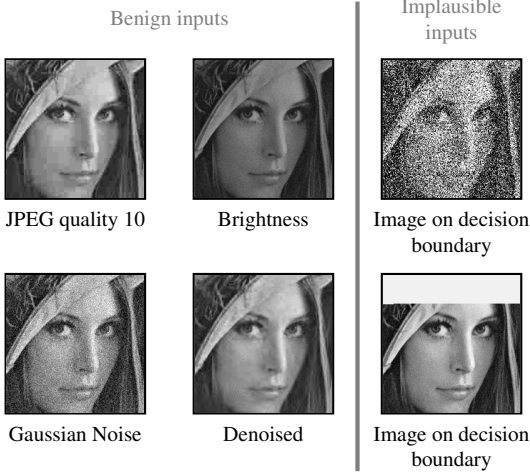 Benign inputs
Implausible
inputs
JPEG quality 10
Brightness
Image on decision
boundary
Gaussian Noise
Denoised
Image on decision
boundary